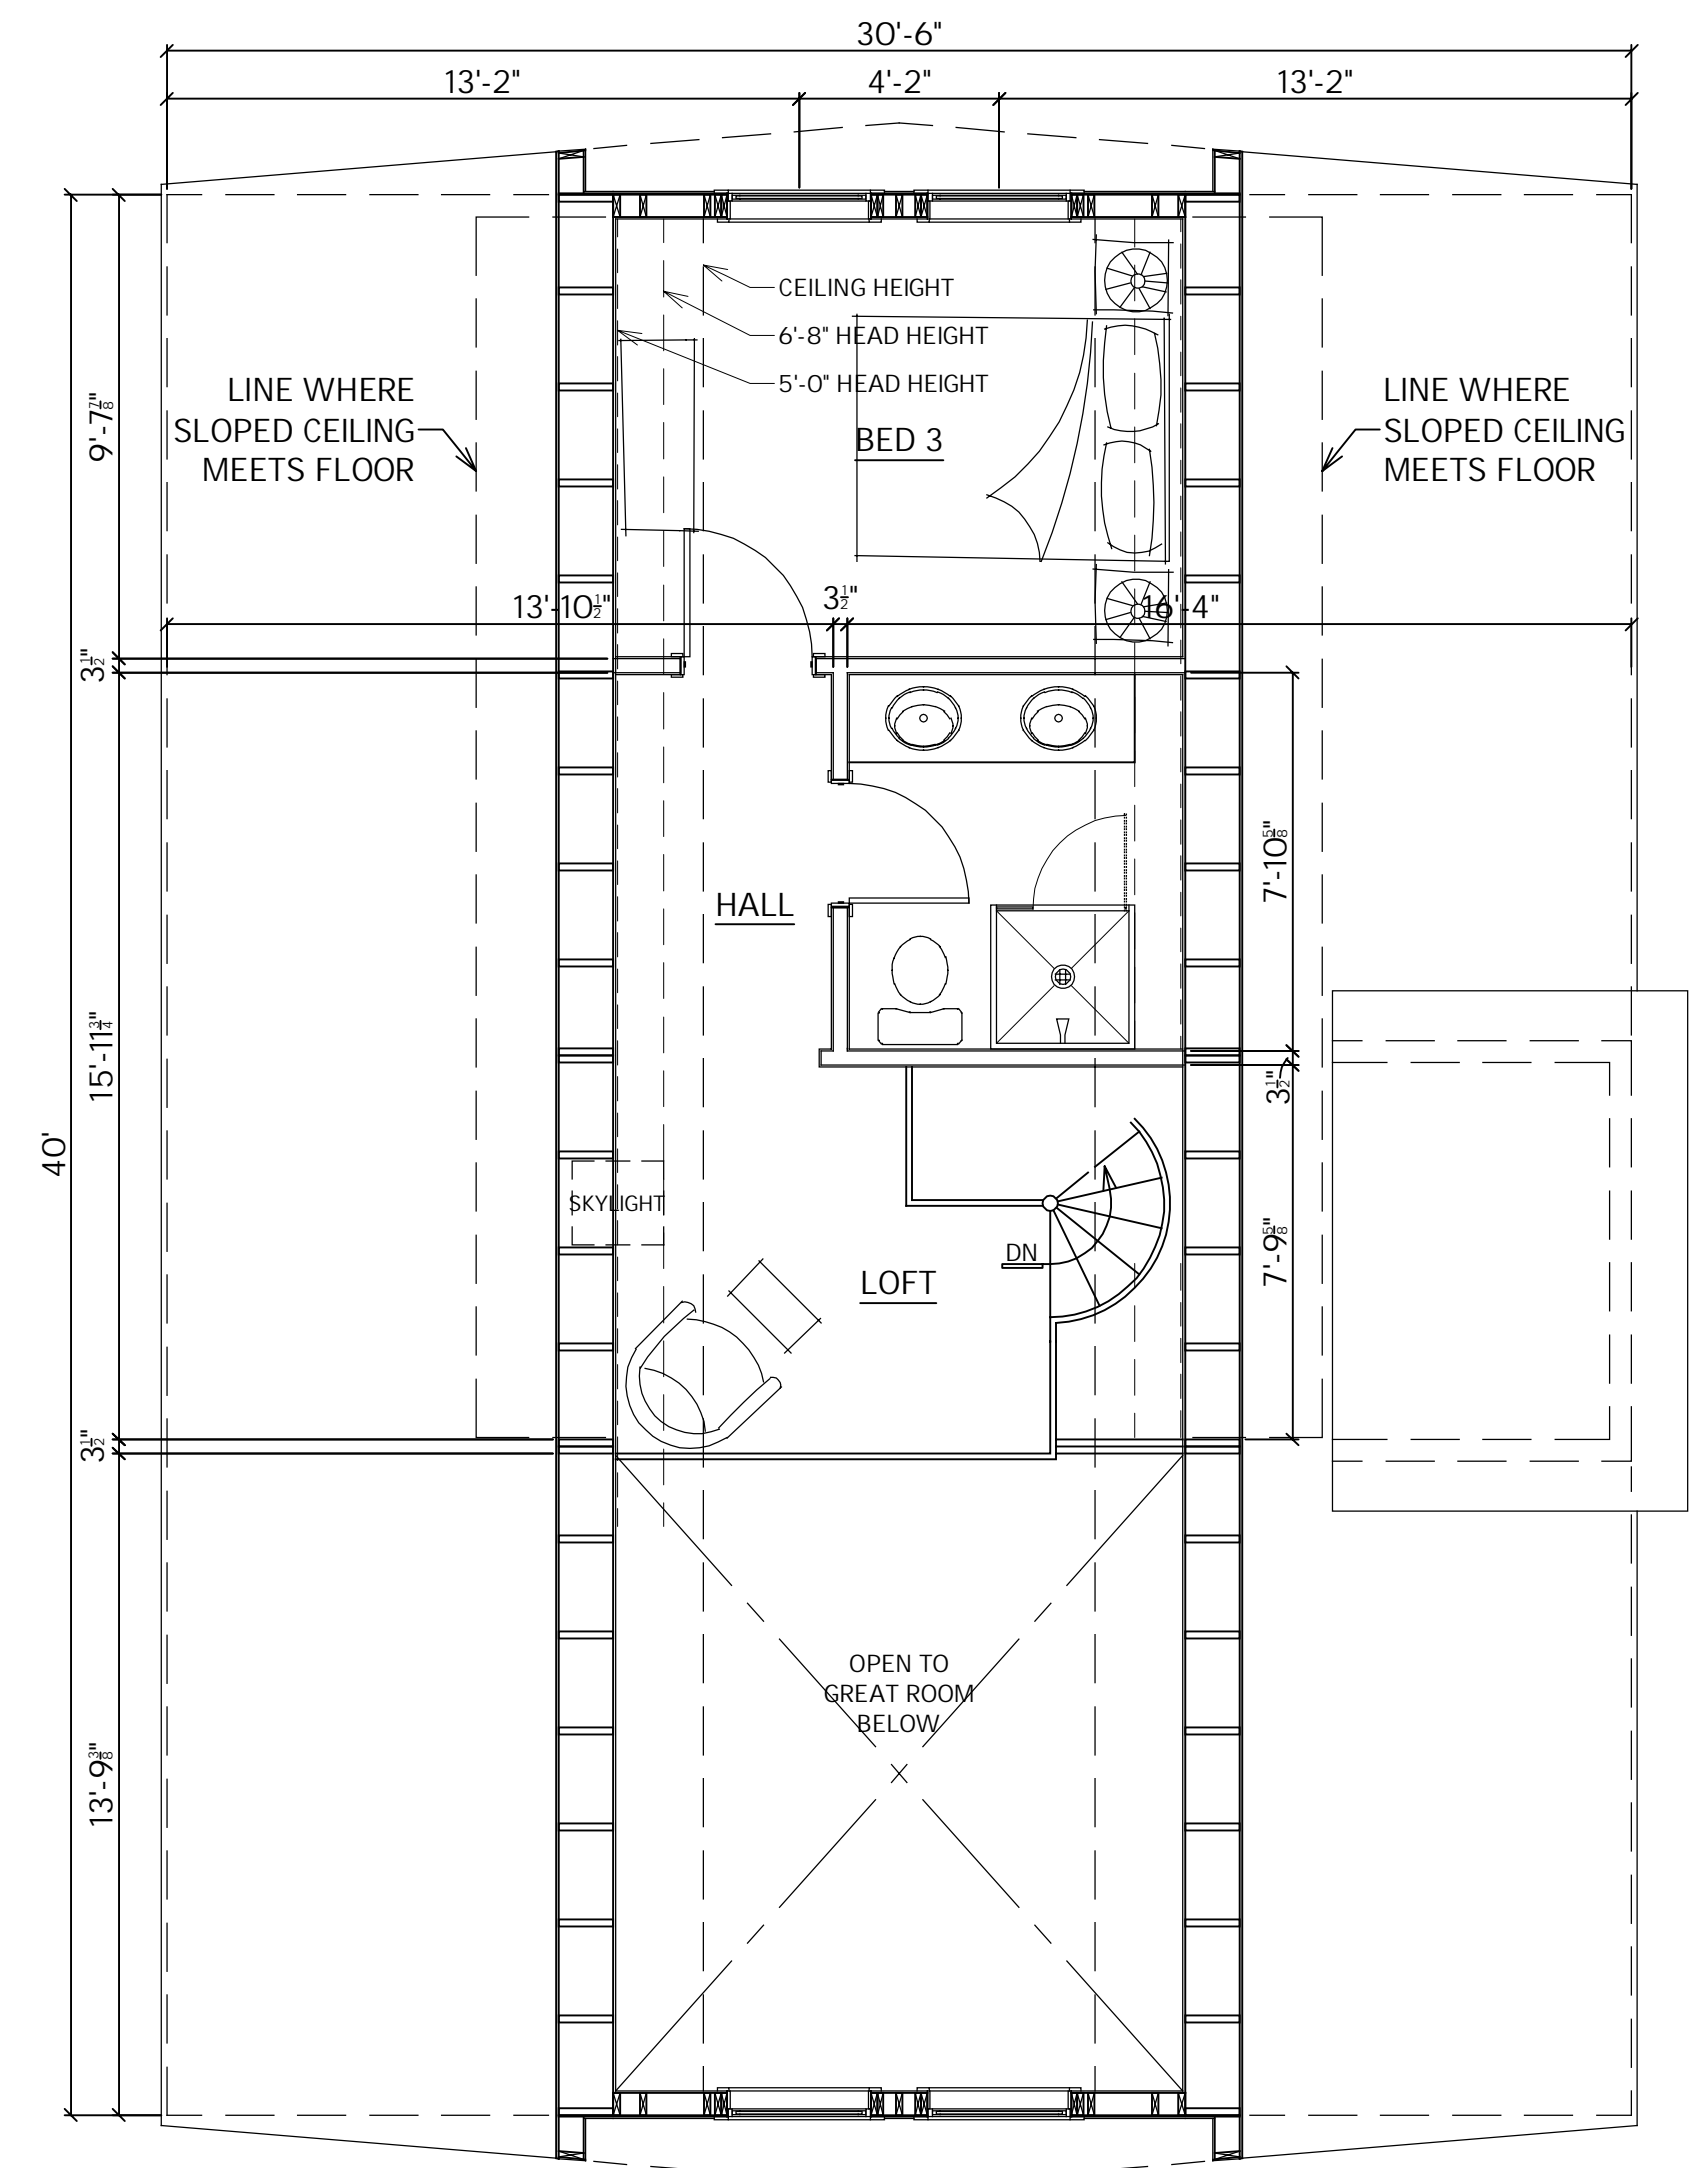 30'-6"
13'-2"
4'-2"
13'-2"
CEILING HEIGHT
6'-8" HEAD HEIGHT
5'-0" HEAD HEIGHT
LINE WHERE
SLOPED CEILING
MEETS FLOOR
LINE WHERE
SLOPED CEILING
MEETS FLOOR
9'-7⅞"
BED 3
13'-10½"
3½"
16'-4"
3½"
7'-10⅝"
HALL
15'-11¾"
40'
3½"
SKYLIGHT
DN
7'-9⅝"
LOFT
3½"
OPEN TO
GREAT ROOM
BELOW
13'-9⅜"